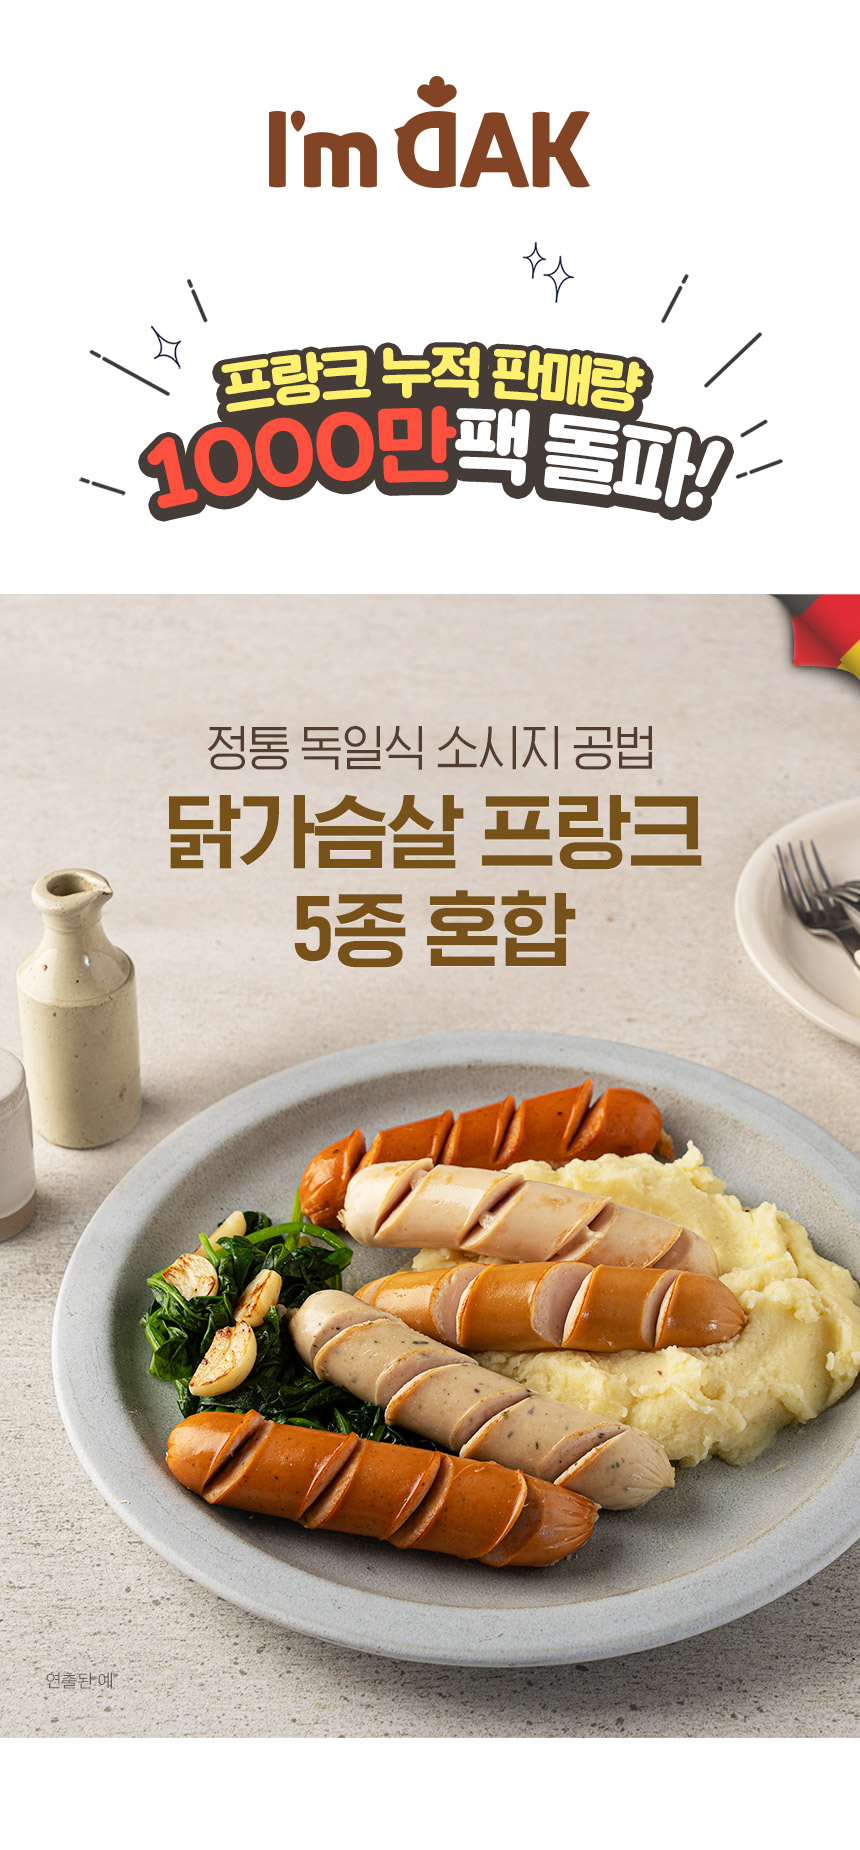 I'm DAK
프랑크 누적 판매량
1000만팩 돌파!
정통 독일식 소시지 공법
닭가슴살 프랑크
5종 혼합
연출된 예